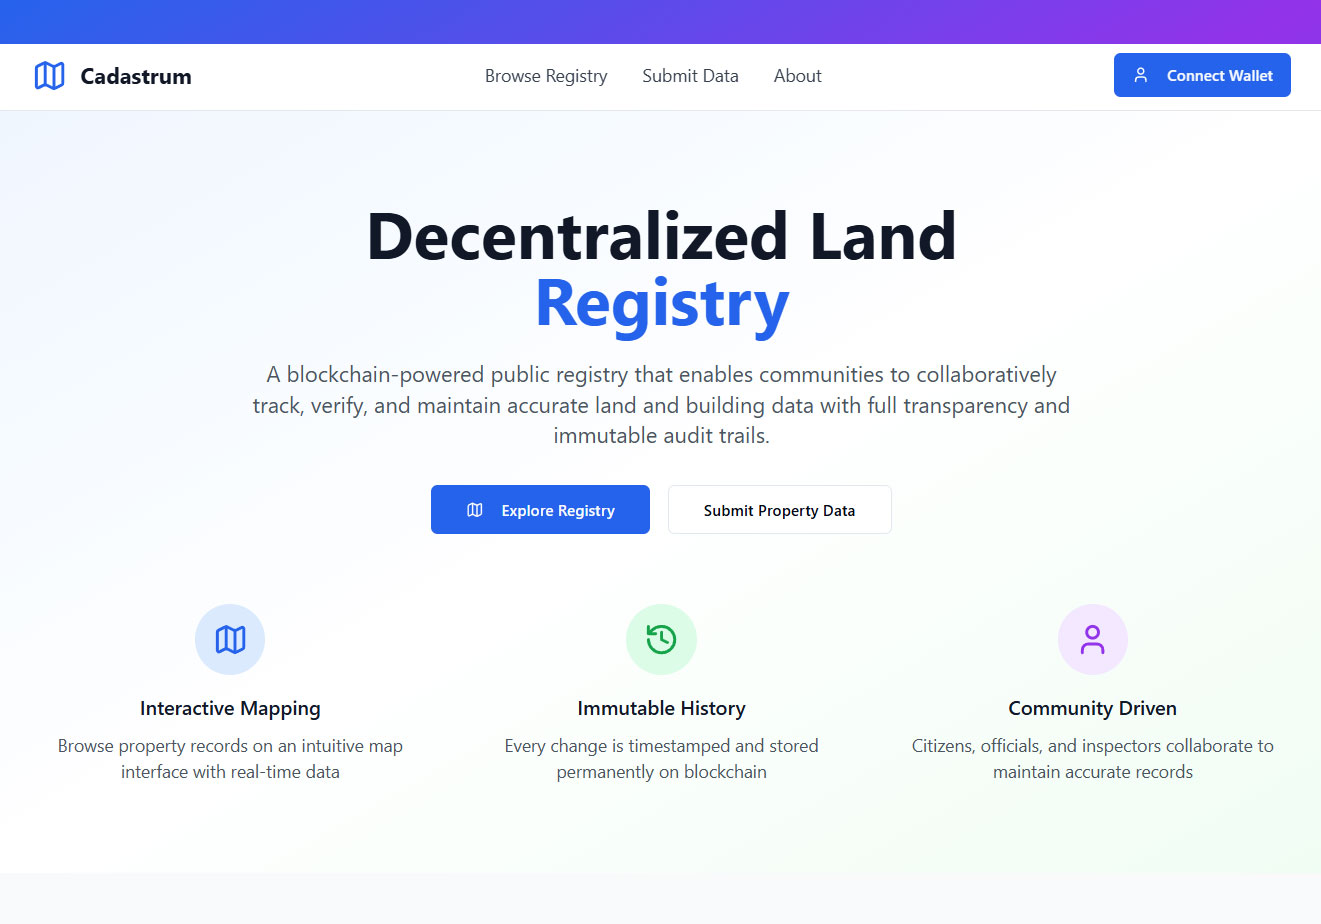 Cadastrum
Browse Registry
Submit Data
About
Connect Wallet
Decentralized Land
Registry
A blockchain-powered public registry that enables communities to collaboratively
track, verify, and maintain accurate land and building data with full transparency and
immutable audit trails.
Explore Registry
Submit Property Data
Interactive Mapping
Browse property records on an intuitive map
interface with real-time data
Immutable History
Every change is timestamped and stored
permanently on blockchain
Community Driven
Citizens, officials, and inspectors collaborate to
maintain accurate records